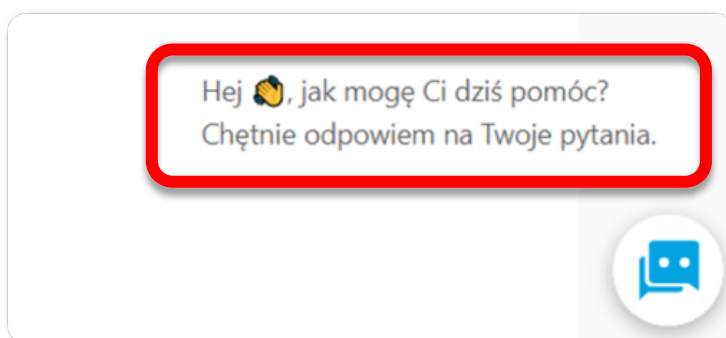 Hej 👏, jak mogę Ci dziś pomóc?
Chętnie odpowiem na Twoje pytania.